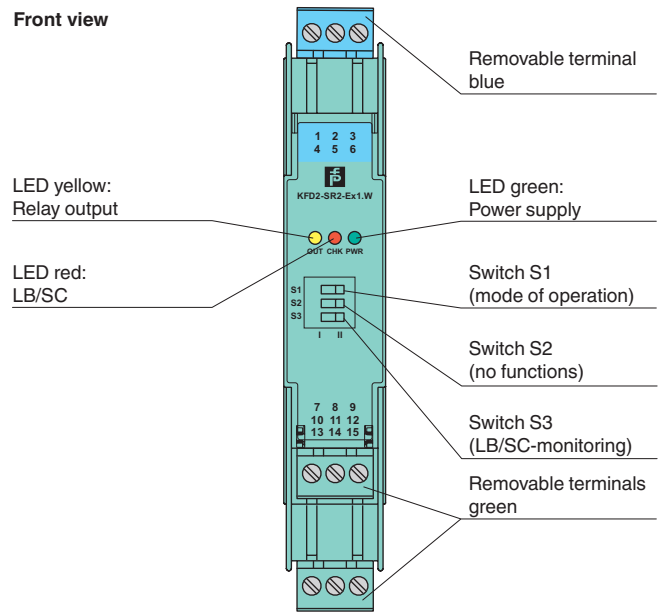 Front view
Removable terminal
blue
1 2 3
4 5 6
KFD2-SR2-Ex1.W
LED yellow:
Relay output
LED green:
Power supply
OUT CHK PWR
LED red:
LB/SC
Switch S1
(mode of operation)
S1
S2
S3
I II
Switch S2
(no functions)
Switch S3
(LB/SC-monitoring)
7 8 9
10 11 12
13 14 15
Removable terminals
green